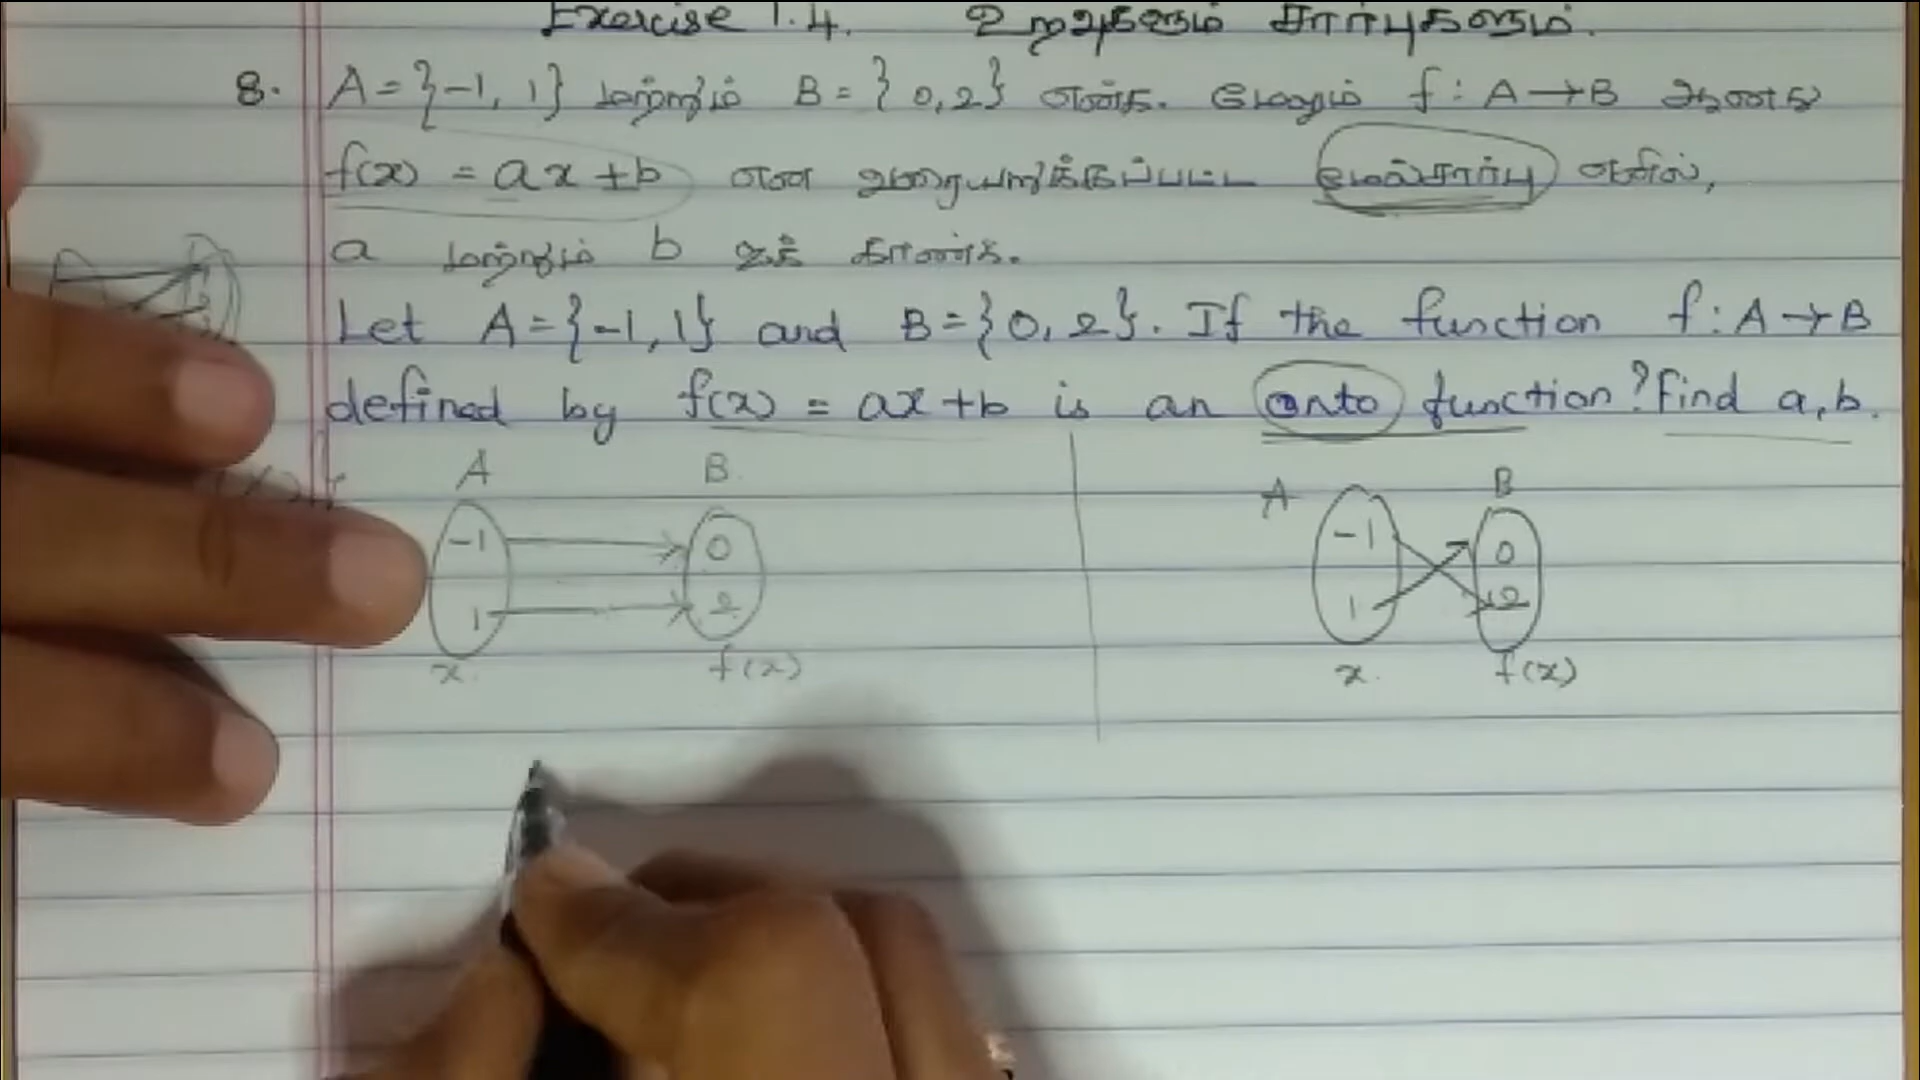 Exercise 1.4. உறவுகளும் சார்புகளும்.
8. A = {-1, 1} மற்றும் B = {0,2} என்க. மேலும் f : A → B ஆனது
f(x) = ax+b என வரையறுக்கப்பட்ட மேல்சார்பு எனில்,
a மற்றும் b ஐக் காண்க.
Let A={-1,1} and B={0,2}. If the function f:A→B
defined by f(x) = ax+b is an onto function? Find a,b.
A B A B
-1 0 -1 0
1 2 1 2
x. f(x) x. f(x)